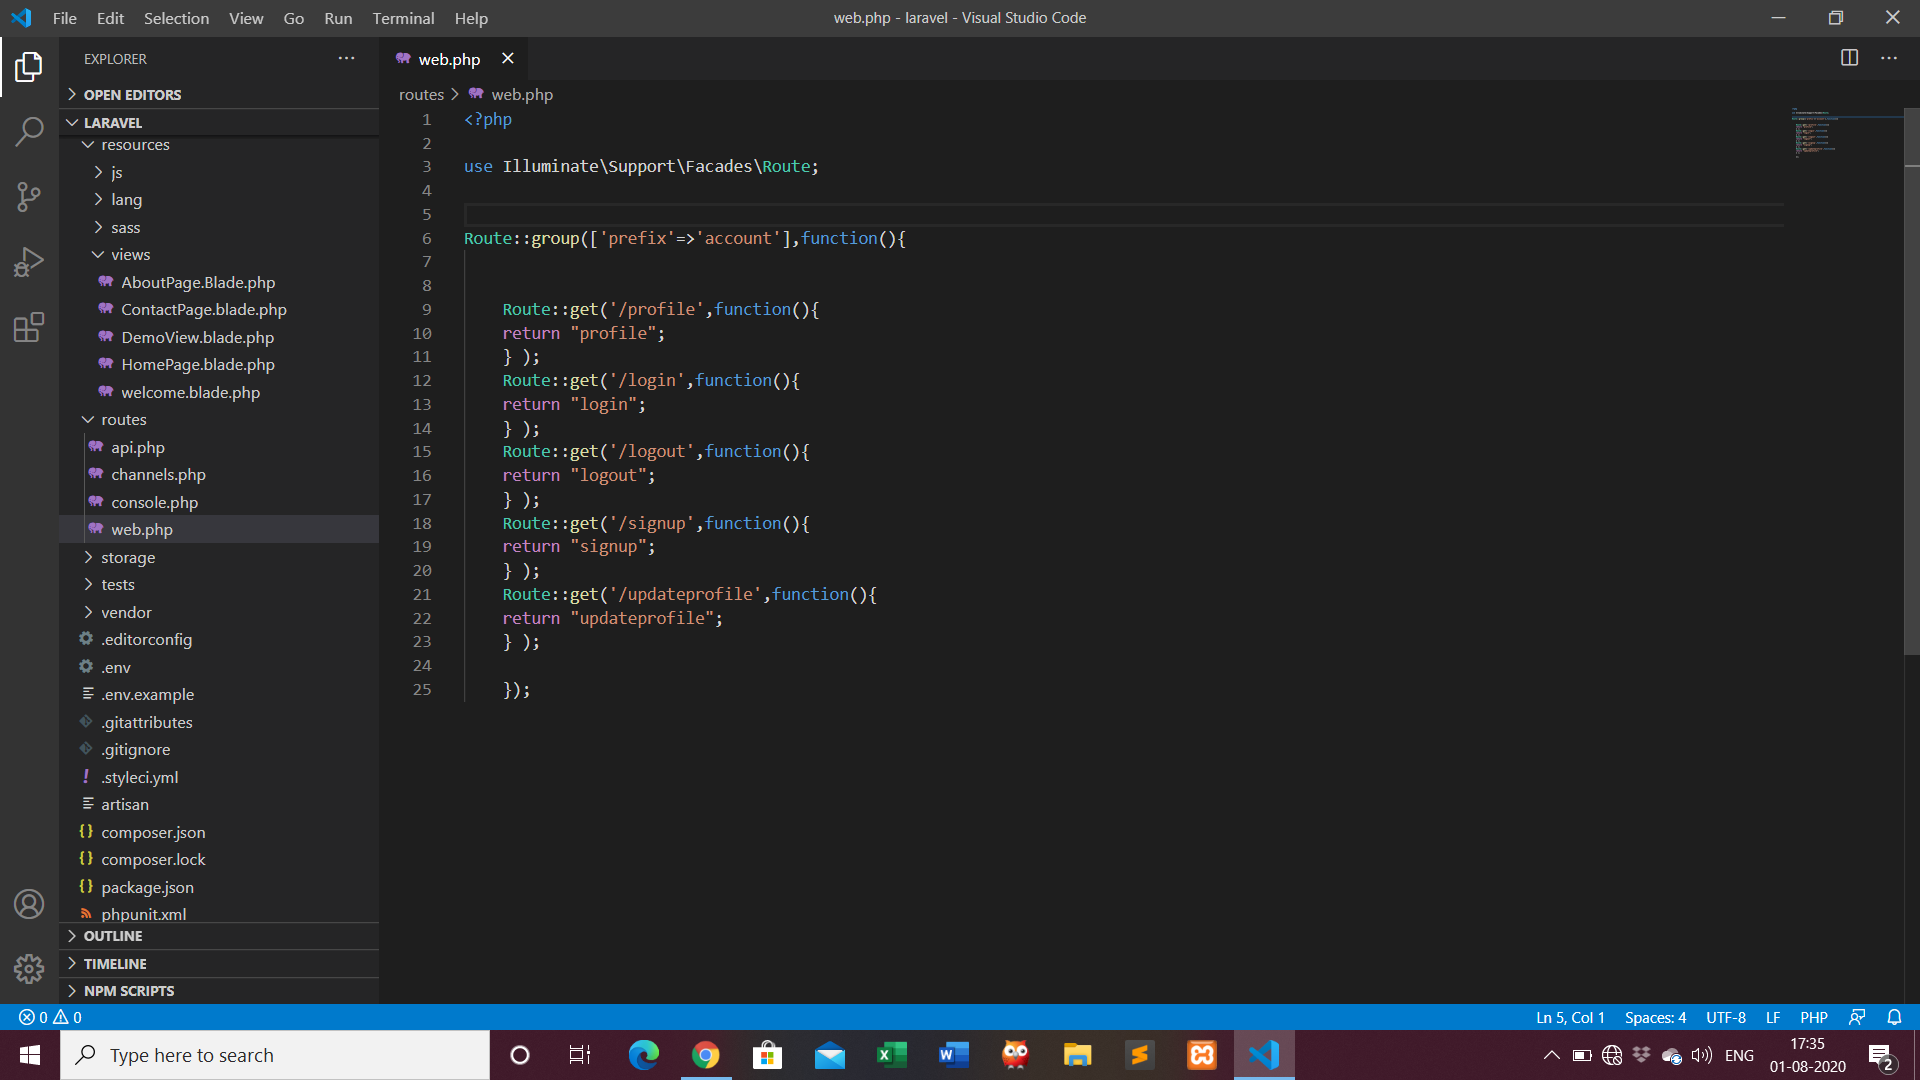 File Edit Selection View Go Run Terminal Help
web.php - laravel - Visual Studio Code
EXPLORER
OPEN EDITORS
LARAVEL
resources
js
lang
sass
views
AboutPage.Blade.php
ContactPage.blade.php
DemoView.blade.php
HomePage.blade.php
welcome.blade.php
routes
api.php
channels.php
console.php
web.php
storage
tests
vendor
.editorconfig
.env
.env.example
.gitattributes
.gitignore
.styleci.yml
artisan
composer.json
composer.lock
package.json
phpunit.xml
OUTLINE
TIMELINE
NPM SCRIPTS
web.php
routes > web.php
1 <?php
2
3 use Illuminate\Support\Facades\Route;
4
5
6 Route::group(['prefix'=>'account'],function(){
7
8
9 Route::get('/profile',function(){
10 return "profile";
11 } );
12 Route::get('/login',function(){
13 return "login";
14 } );
15 Route::get('/logout',function(){
16 return "logout";
17 } );
18 Route::get('/signup',function(){
19 return "signup";
20 } );
21 Route::get('/updateprofile',function(){
22 return "updateprofile";
23 } );
24
25 });
0 0
Ln 5, Col 1 Spaces: 4 UTF-8 LF PHP
Type here to search
ENG
17:35
01-08-2020
2